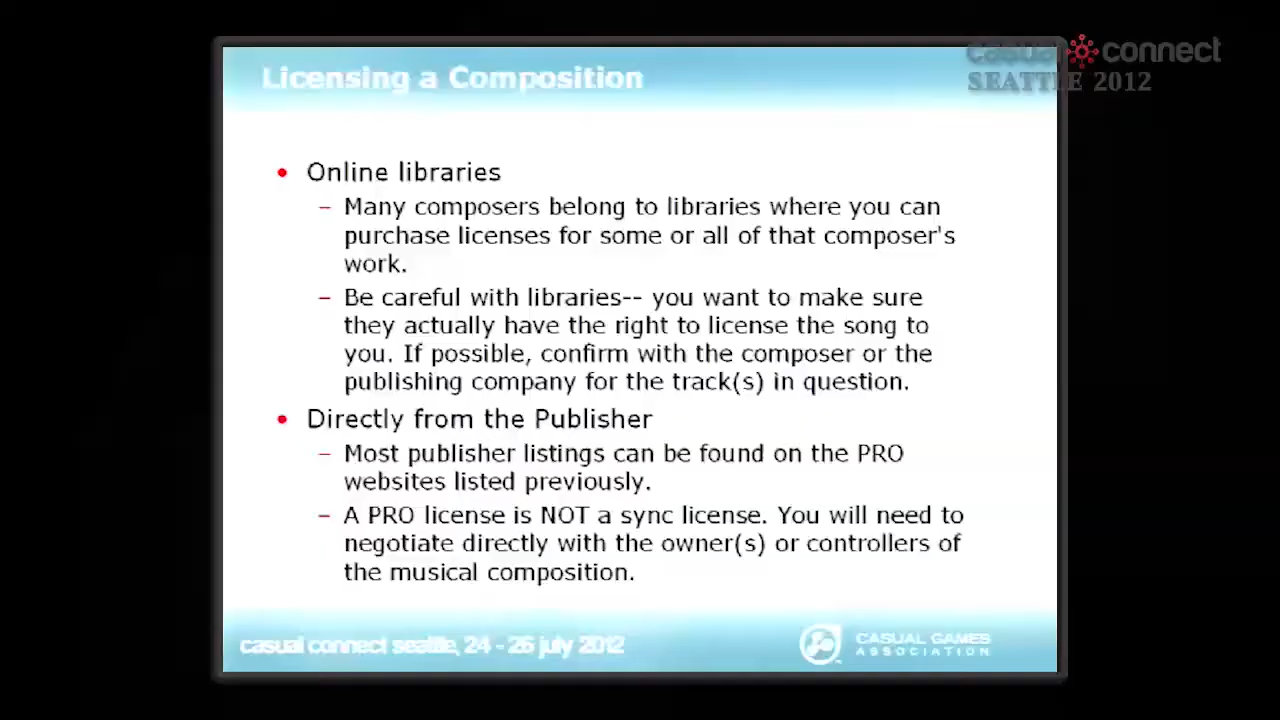 casual connect
SEATTLE 2012
Licensing a Composition
• Online libraries
– Many composers belong to libraries where you can
purchase licenses for some or all of that composer's
work.
– Be careful with libraries-- you want to make sure
they actually have the right to license the song to
you. If possible, confirm with the composer or the
publishing company for the track(s) in question.
• Directly from the Publisher
– Most publisher listings can be found on the PRO
websites listed previously.
– A PRO license is NOT a sync license. You will need to
negotiate directly with the owner(s) or controllers of
the musical composition.
casual connect seattle, 24 - 26 july 2012
CASUAL GAMES
ASSOCIATION